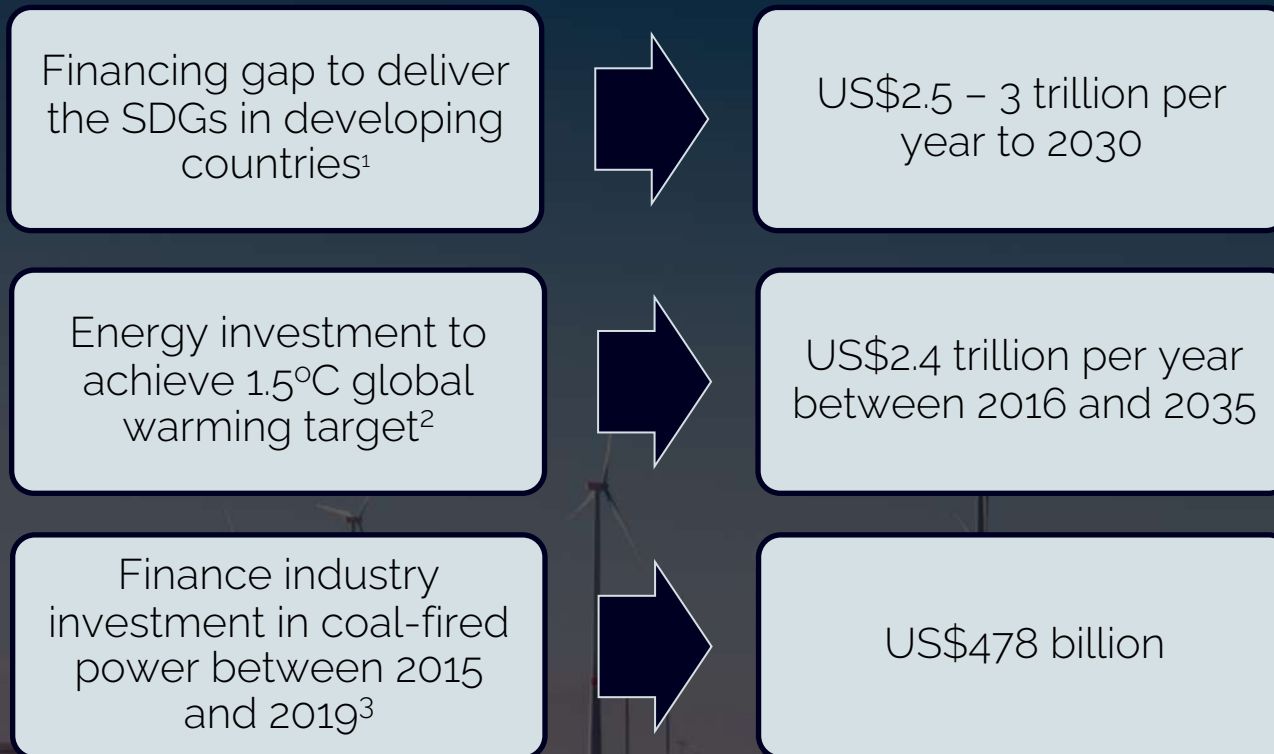 Financing gap to deliver
the SDGs in developing
countries¹
US$2.5 – 3 trillion per
year to 2030
Energy investment to
achieve 1.5⁰C global
warming target²
US$2.4 trillion per year
between 2016 and 2035
Finance industry
investment in coal-fired
power between 2015
and 2019³
US$478 billion